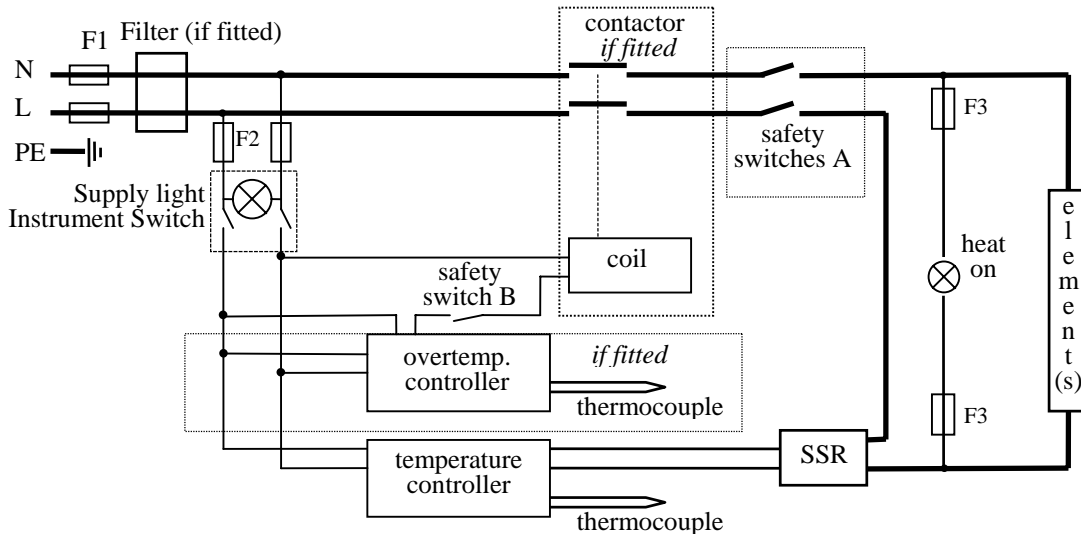 contactor
if fitted
Filter (if fitted)
F1
N
L
PE
F2
F3
safety
switches A
Supply light
Instrument Switch
coil
heat
on
element(s)
safety
switch B
overtemp.
controller
if fitted
thermocouple
F3
temperature
controller
SSR
thermocouple